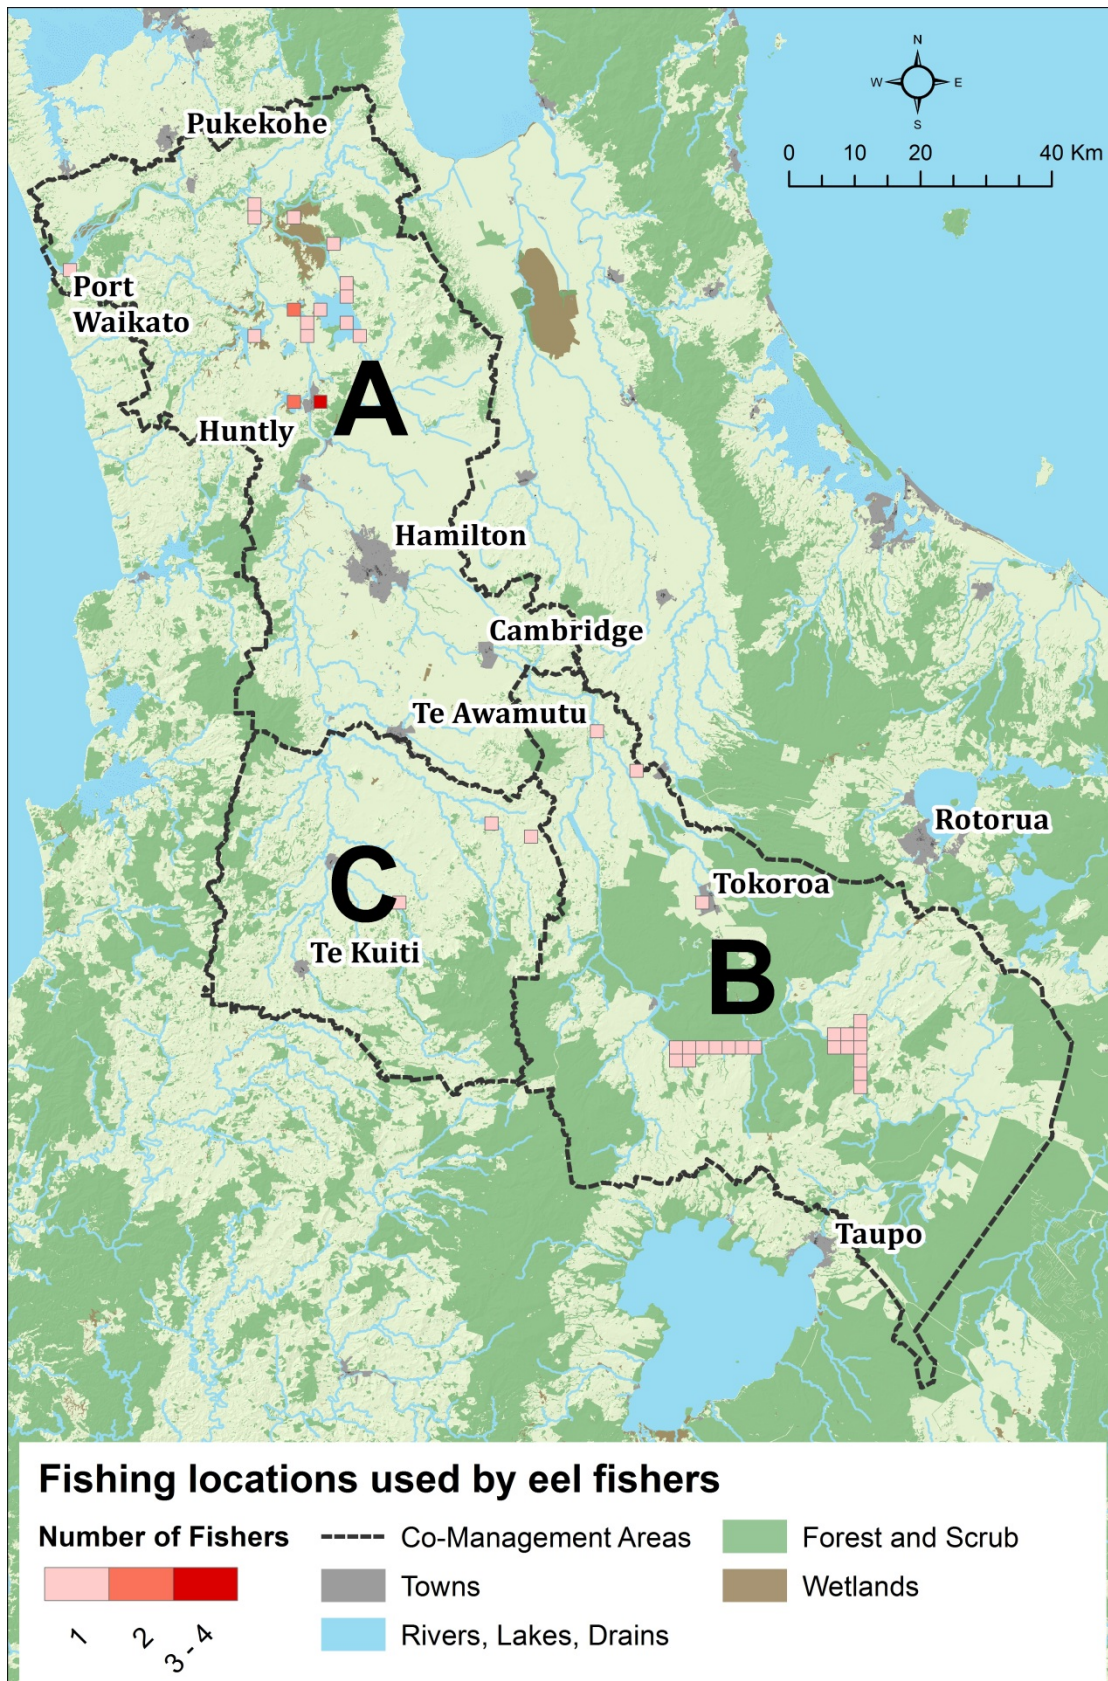 N
W E
S
0 10 20 40 Km
Pukekohe
Port
Waikato
A
Huntly
Hamilton
Cambridge
Te Awamutu
Rotorua
C
Tokoroa
Te Kuiti
B
Taupo
Fishing locations used by eel fishers
Number of Fishers
1
2
3 - 4
Co-Management Areas
Towns
Rivers, Lakes, Drains
Forest and Scrub
Wetlands